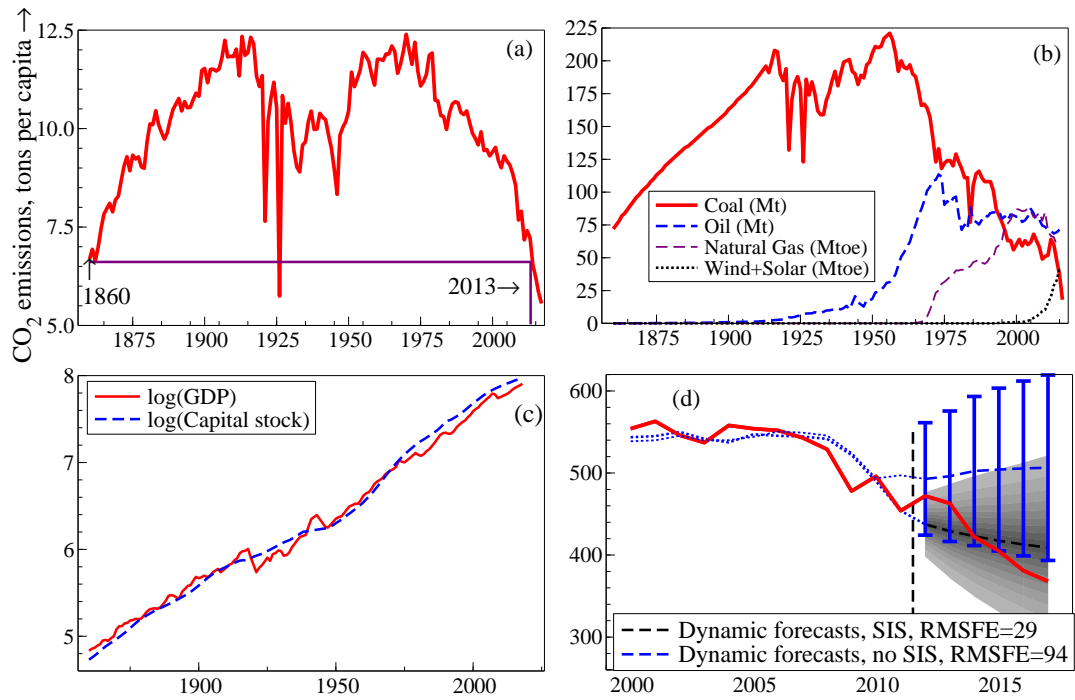 CO2 emissions, tons per capita →
12.5
10.0
7.5
5.0
(a)
1860
2013→
1875 1900 1925 1950 1975 2000
225
200
175
150
125
100
75
50
25
0
(b)
Coal (Mt)
Oil (Mt)
Natural Gas (Mtoe)
Wind+Solar (Mtoe)
1875 1900 1925 1950 1975 2000
8
7
6
5
log(GDP)
log(Capital stock)
(c)
1900 1950 2000
600
500
400
300
(d)
Dynamic forecasts, SIS, RMSFE=29
Dynamic forecasts, no SIS, RMSFE=94
2000 2005 2010 2015